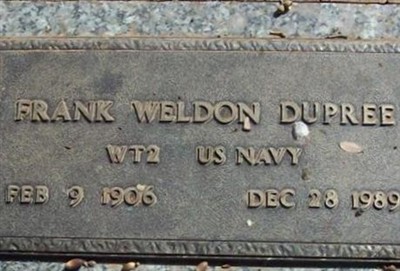 FRANK WELDON DUPREE
WT2 US NAVY
FEB 9 1906 DEC 28 1989